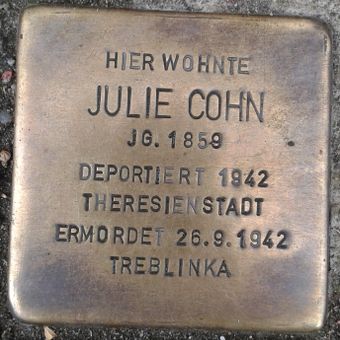 HIER WOHNTE
JULIE COHN
JG. 1859
DEPORTIERT 1942
THERESIENSTADT
ERMORDET 26.9.1942
TREBLINKA